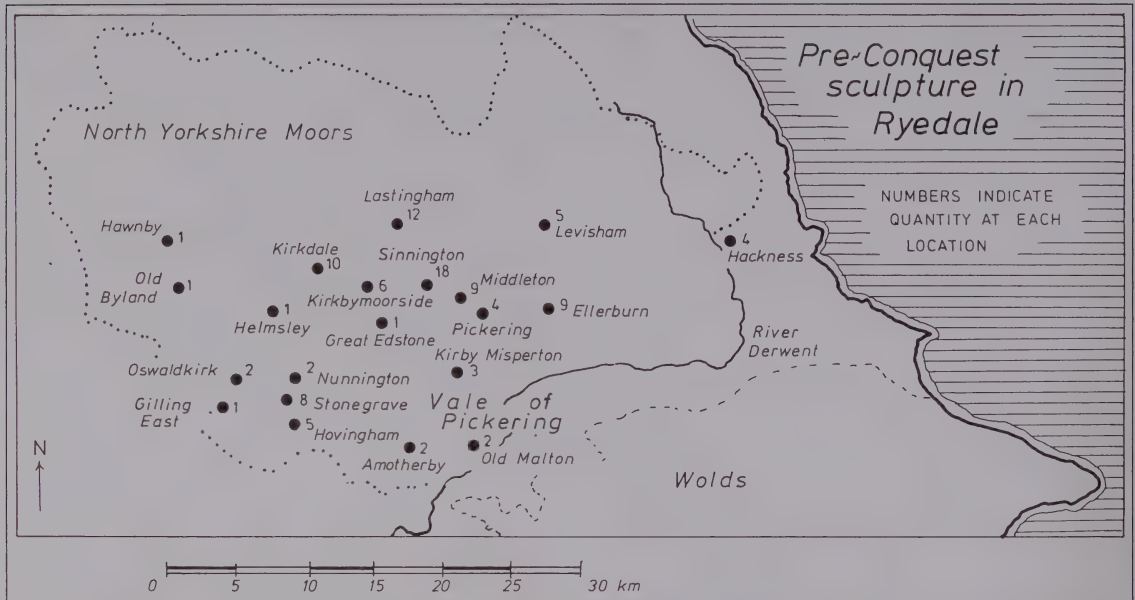 Pre-Conquest
sculpture in
Ryedale
NUMBERS INDICATE
QUANTITY AT EACH
LOCATION
North Yorkshire Moors
Lastingham
12
5
Levisham
Hawnby
1
4
Hackness
Kirkdale
10
Sinnington
18
Old
Byland
1
Kirkbymoorside
6
Middleton
9
Helmsley
1
Great Edstone
1
Pickering
4
9
Ellerburn
River
Derwent
Kirby Misperton
3
Oswaldkirk
2
2
Nunnington
Gilling
East
1
8
Stonegrave
Vale of
Pickering
5
Hovingham
Amotherby
2
2
Old Malton
Wolds
N
0 5 10 15 20 25 30 km